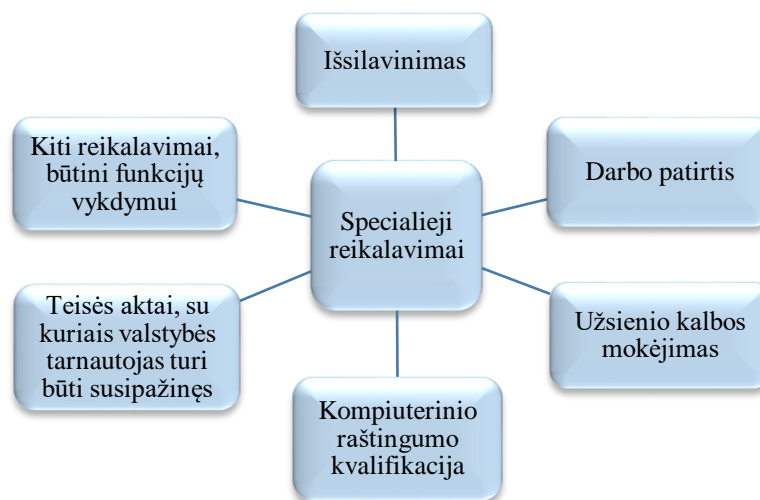 Išsilavinimas
Kiti reikalavimai,
būtini funkcijų
vykdymui
Darbo patirtis
Specialieji
reikalavimai
Teisės aktai, su
kuriais valstybės
tarnautojas turi
būti susipažinęs
Užsienio kalbos
mokėjimas
Kompiuterinio
raštingumo
kvalifikacija